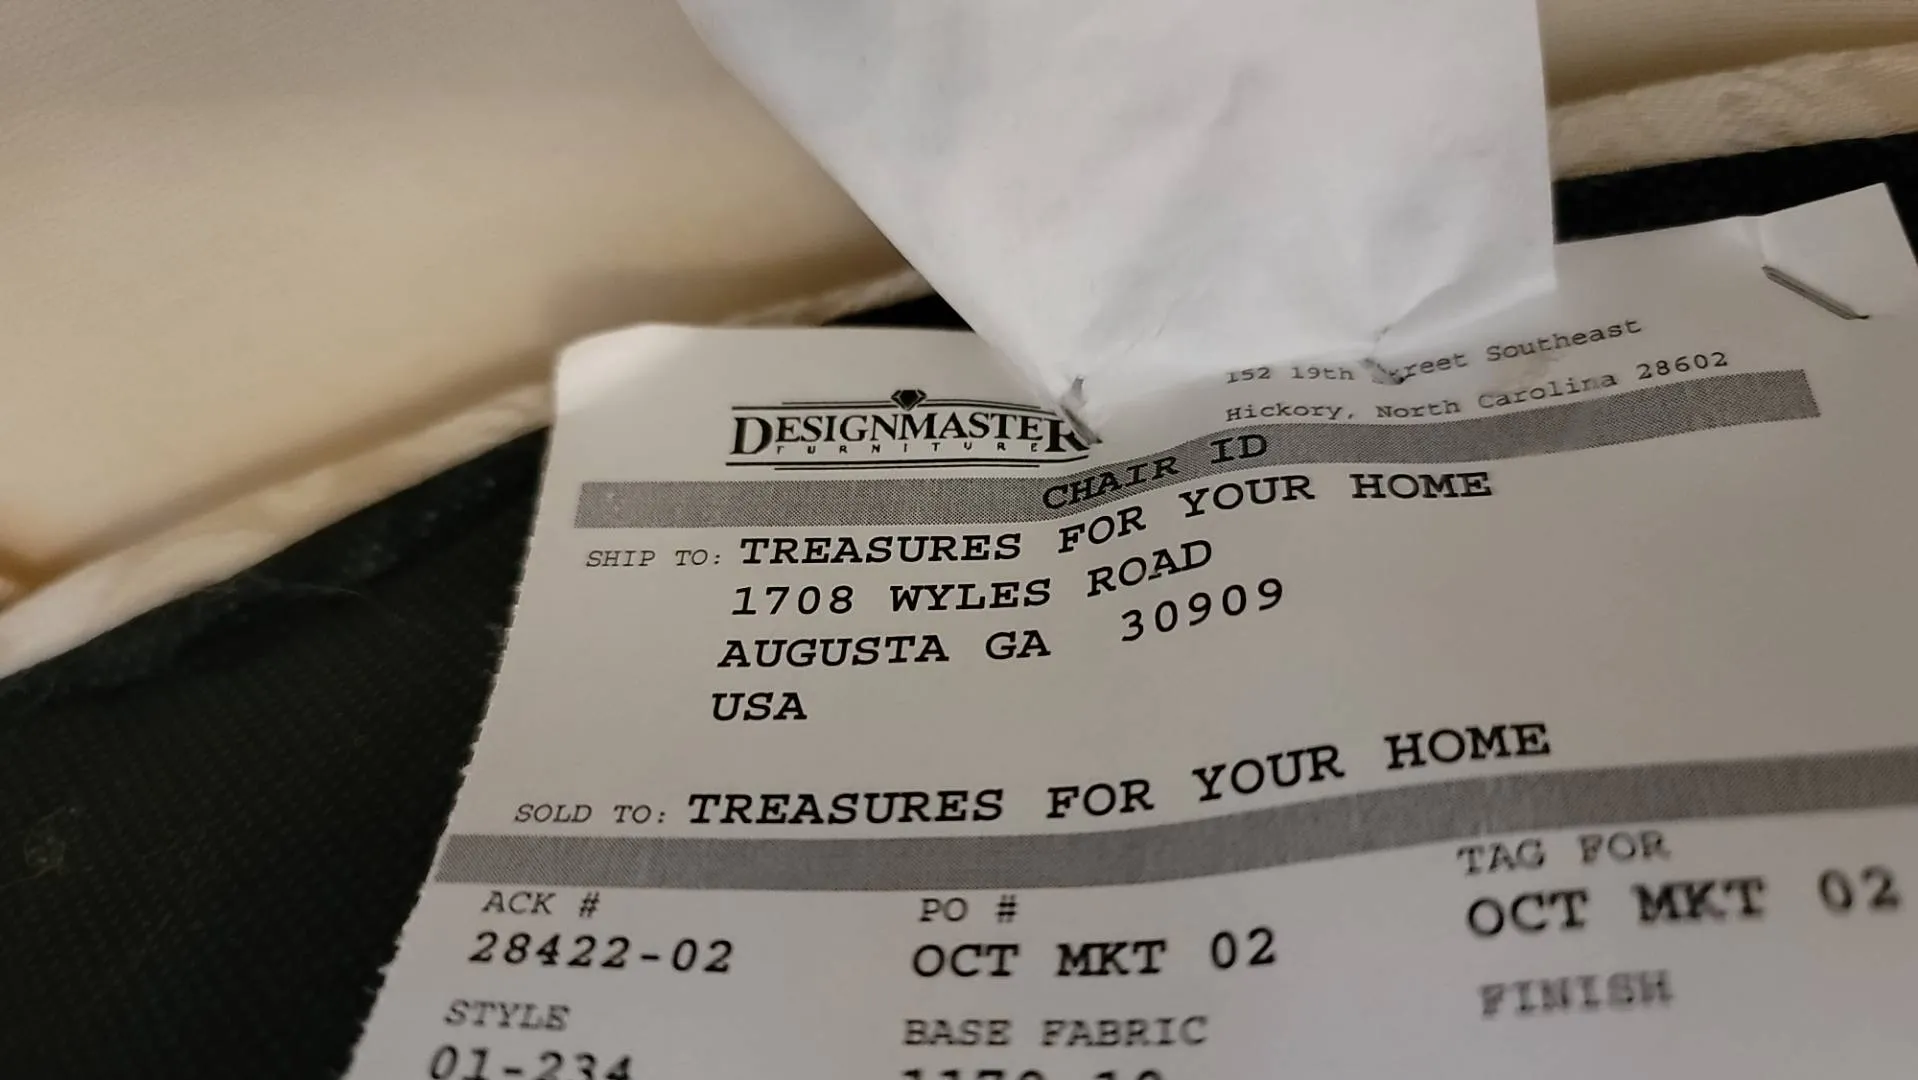 DESIGNMASTER
FURNITURE
152 19th Street Southeast
Hickory, North Carolina 28602
CHAIR ID
SHIP TO: TREASURES FOR YOUR HOME
1708 WYLES ROAD
AUGUSTA GA 30909
USA
SOLD TO: TREASURES FOR YOUR HOME
ACK # PO # TAG FOR
28422-02 OCT MKT 02 OCT MKT 02
STYLE BASE FABRIC FINISH
01-234